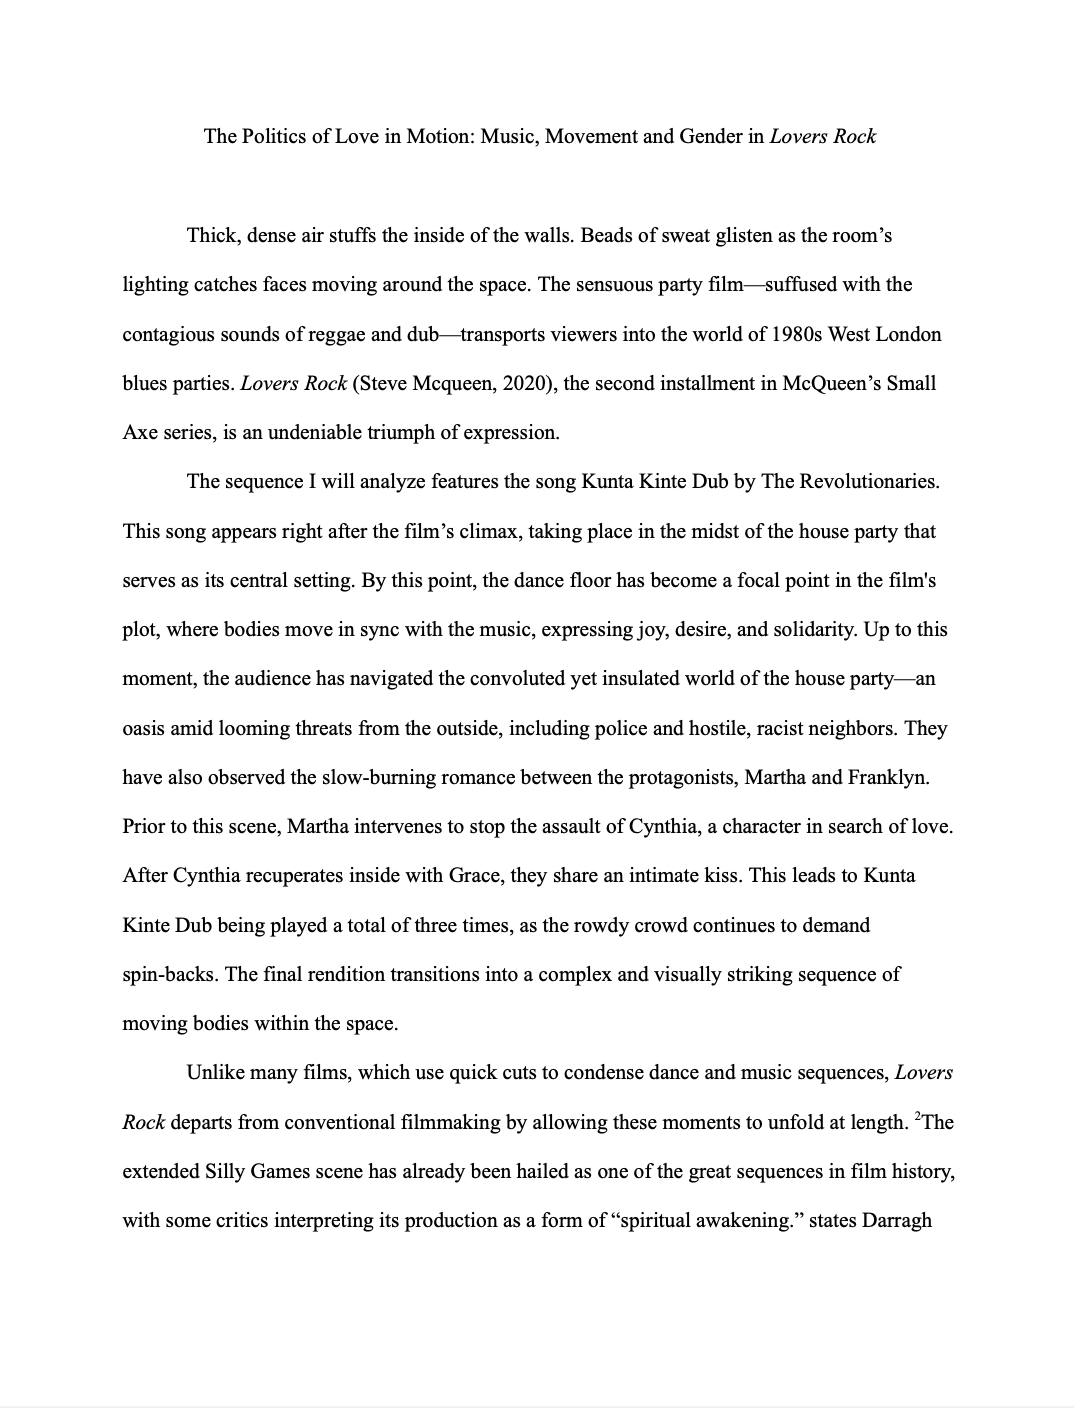 The Politics of Love in Motion: Music, Movement and Gender in Lovers Rock
Thick, dense air stuffs the inside of the walls. Beads of sweat glisten as the room’s
lighting catches faces moving around the space. The sensuous party film—suffused with the
contagious sounds of reggae and dub—transports viewers into the world of 1980s West London
blues parties. Lovers Rock (Steve Mcqueen, 2020), the second installment in McQueen’s Small
Axe series, is an undeniable triumph of expression.
The sequence I will analyze features the song Kunta Kinte Dub by The Revolutionaries.
This song appears right after the film’s climax, taking place in the midst of the house party that
serves as its central setting. By this point, the dance floor has become a focal point in the film's
plot, where bodies move in sync with the music, expressing joy, desire, and solidarity. Up to this
moment, the audience has navigated the convoluted yet insulated world of the house party—an
oasis amid looming threats from the outside, including police and hostile, racist neighbors. They
have also observed the slow-burning romance between the protagonists, Martha and Franklyn.
Prior to this scene, Martha intervenes to stop the assault of Cynthia, a character in search of love.
After Cynthia recuperates inside with Grace, they share an intimate kiss. This leads to Kunta
Kinte Dub being played a total of three times, as the rowdy crowd continues to demand
spin-backs. The final rendition transitions into a complex and visually striking sequence of
moving bodies within the space.
Unlike many films, which use quick cuts to condense dance and music sequences, Lovers
Rock departs from conventional filmmaking by allowing these moments to unfold at length. ²The
extended Silly Games scene has already been hailed as one of the great sequences in film history,
with some critics interpreting its production as a form of “spiritual awakening.” states Darragh